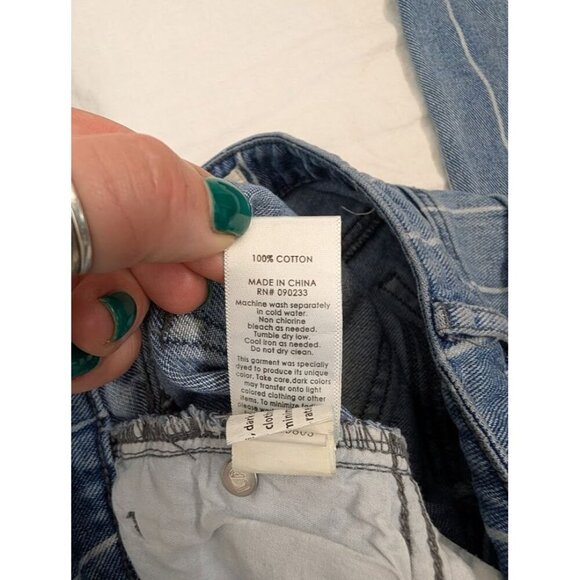 100% COTTON
MADE IN CHINA
RN# 090233
Machine wash separately
in cold water.
Non chlorine
bleach as needed.
Tumble dry low.
Cool iron as needed.
Do not dry clean.
This garment was specially
dyed to produce its unique
color. Take care,dark colors
may transfer onto light
colored clothing or other
items. To minimize
please